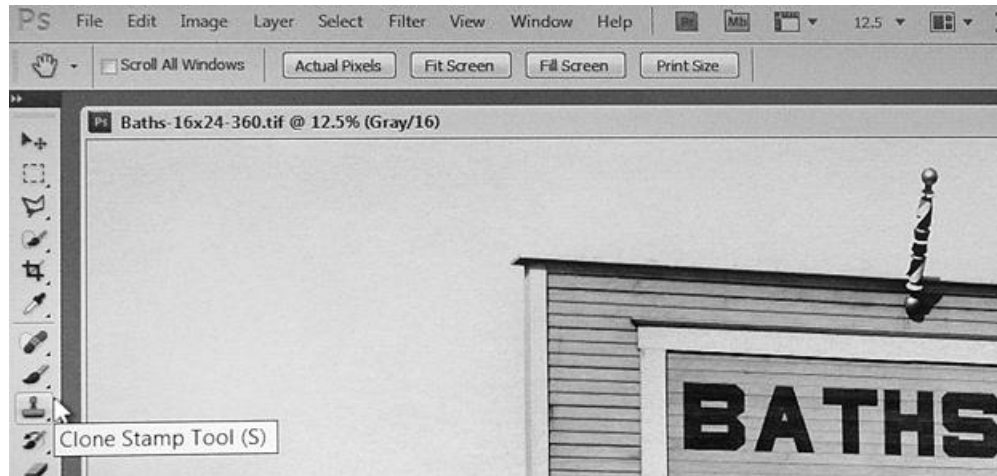 Ps File Edit Image Layer Select Filter View Window Help Br Mb 12.5
Scroll All Windows Actual Pixels Fit Screen Fill Screen Print Size
Ps Baths-16x24-360.tif @ 12.5% (Gray/16)
BATHS
Clone Stamp Tool (S)